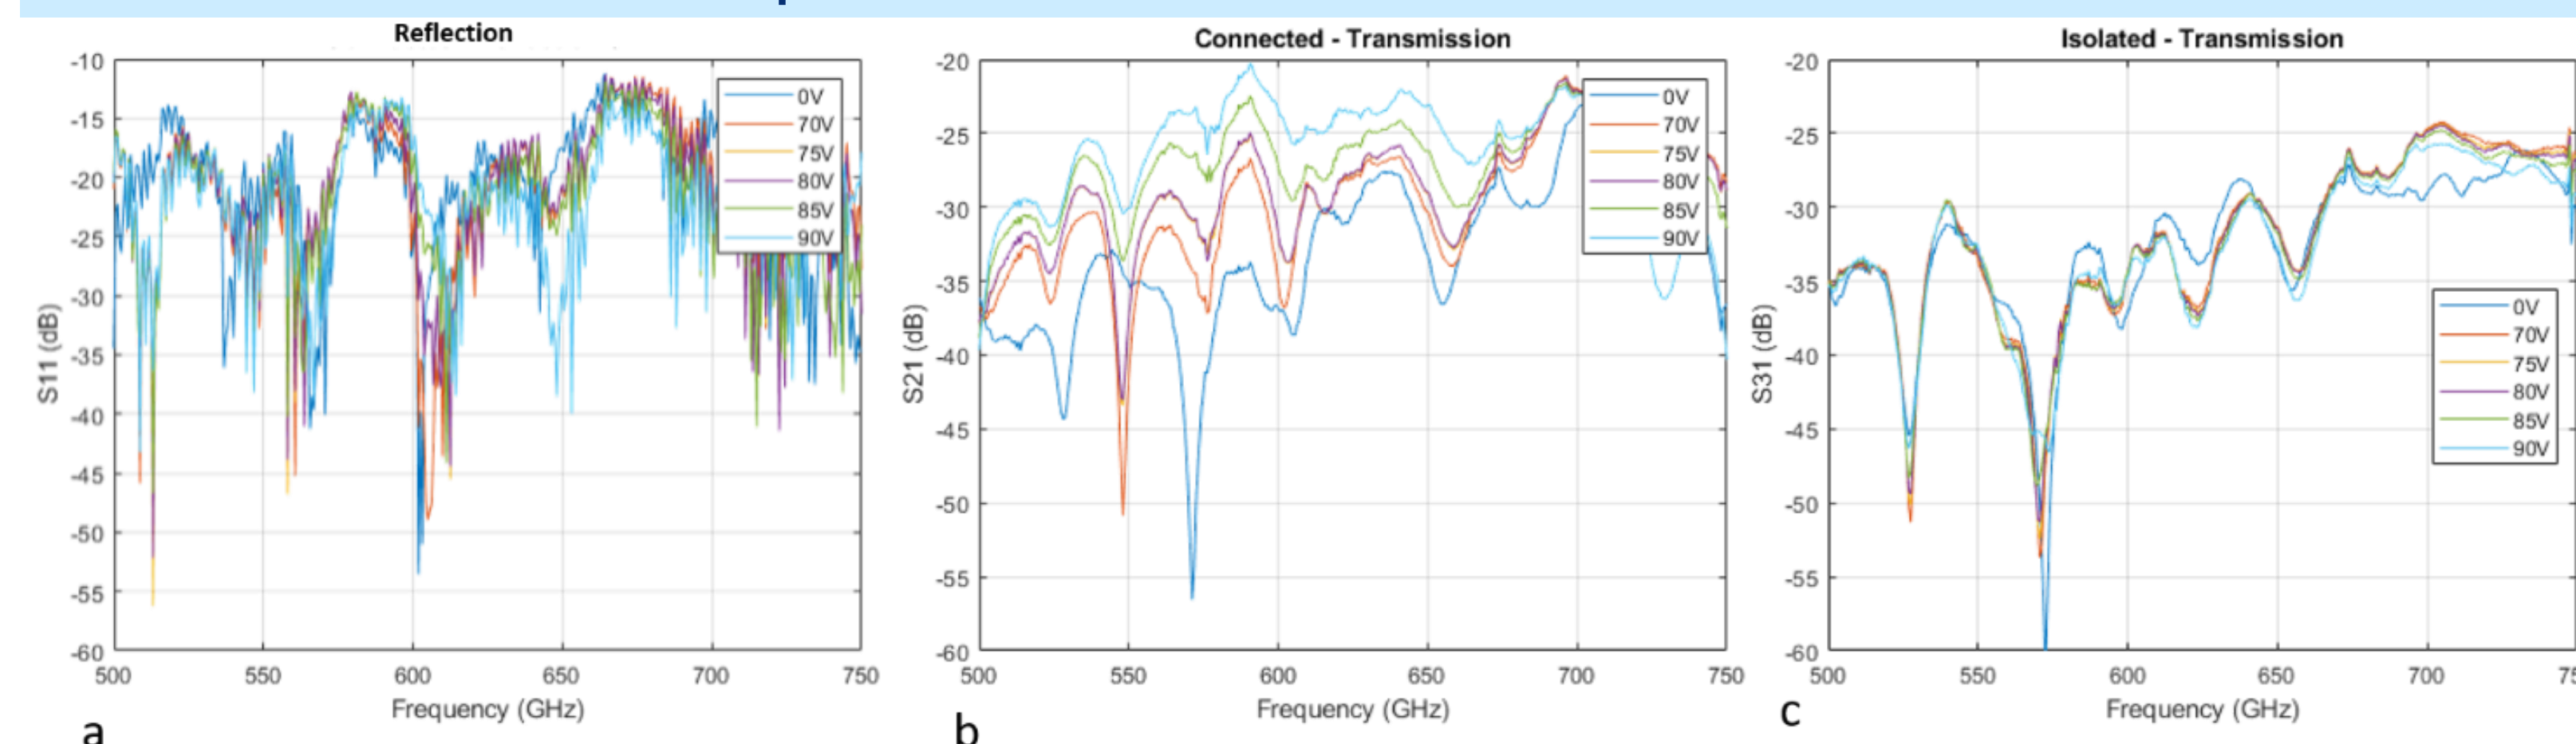 Reflection
-10
-15
-20
-25
-30
-35
-40
-45
-50
-55
-60
500
550
600
650
700
750
S11 (dB)
Frequency (GHz)
0V
70V
75V
80V
85V
90V
a
Connected - Transmission
-20
-25
-30
-35
-40
-45
-50
-55
-60
500
550
600
650
700
750
S21 (dB)
Frequency (GHz)
0V
70V
75V
80V
85V
90V
b
Isolated - Transmission
-20
-25
-30
-35
-40
-45
-50
-55
-60
500
550
600
650
700
S31 (dB)
Frequency (GHz)
0V
70V
75V
80V
85V
90V
c